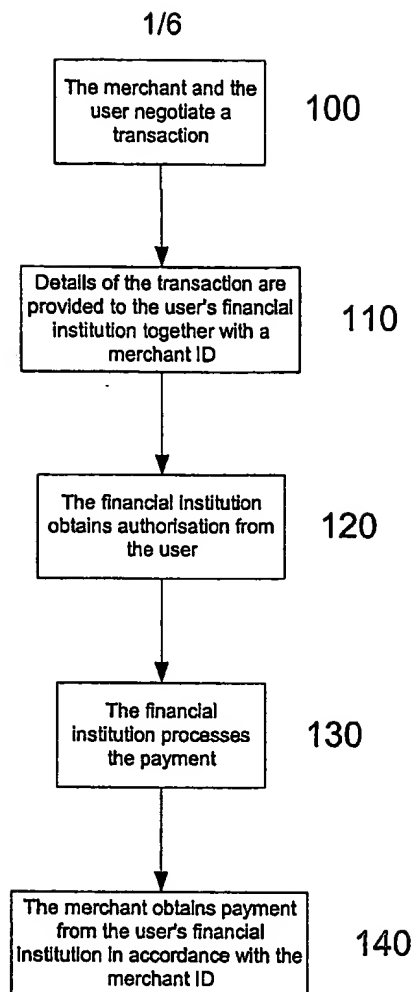 1/6
The merchant and the
user negotiate a
transaction
100
Details of the transaction are
provided to the user's financial
institution together with a
merchant ID
110
The financial institution
obtains authorisation from
the user
120
The financial
institution processes
the payment
130
The merchant obtains payment
from the user's financial
institution in accordance with the
merchant ID
140